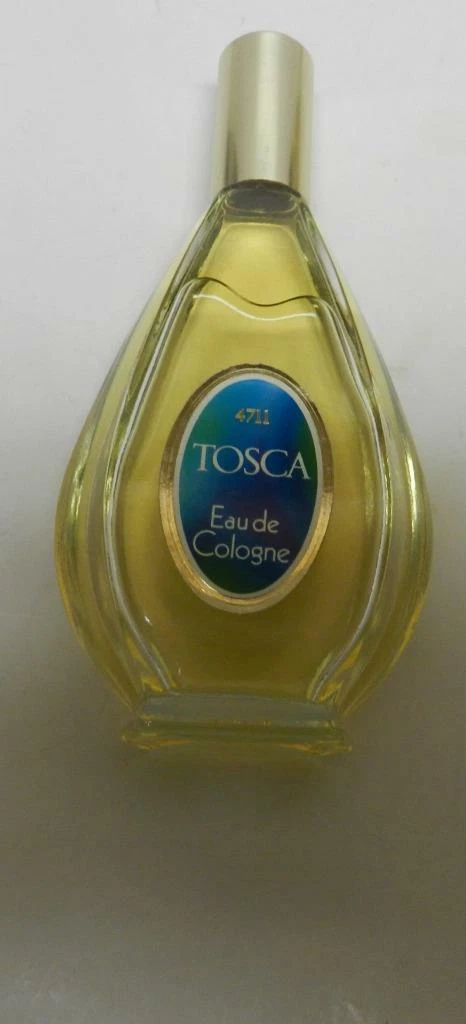 4711
TOSCA
Eau de
Cologne